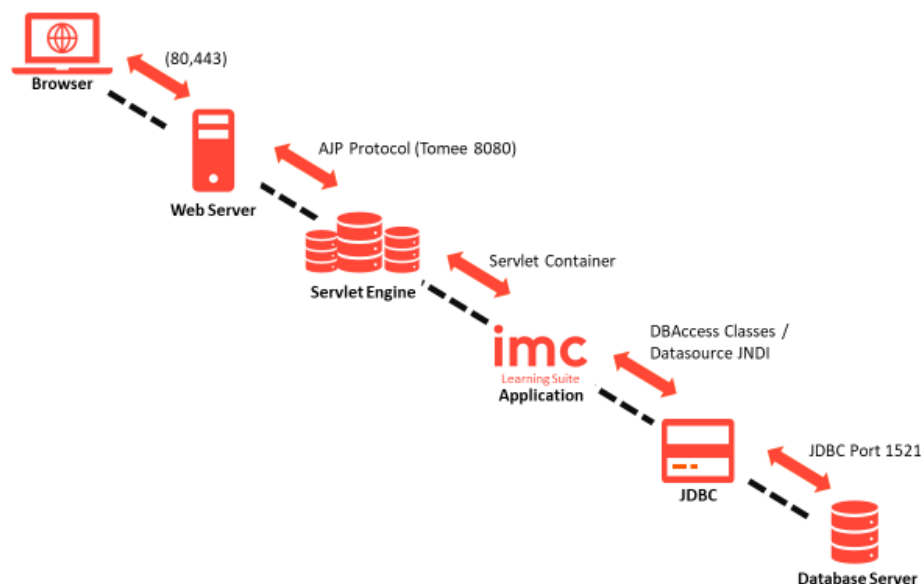 (80,443)
Browser
AJP Protocol (Tomee 8080)
Web Server
Servlet Container
Servlet Engine
DBAccess Classes /
Datasource JNDI
imc
Learning Suite
Application
JDBC Port 1521
JDBC
Database Server